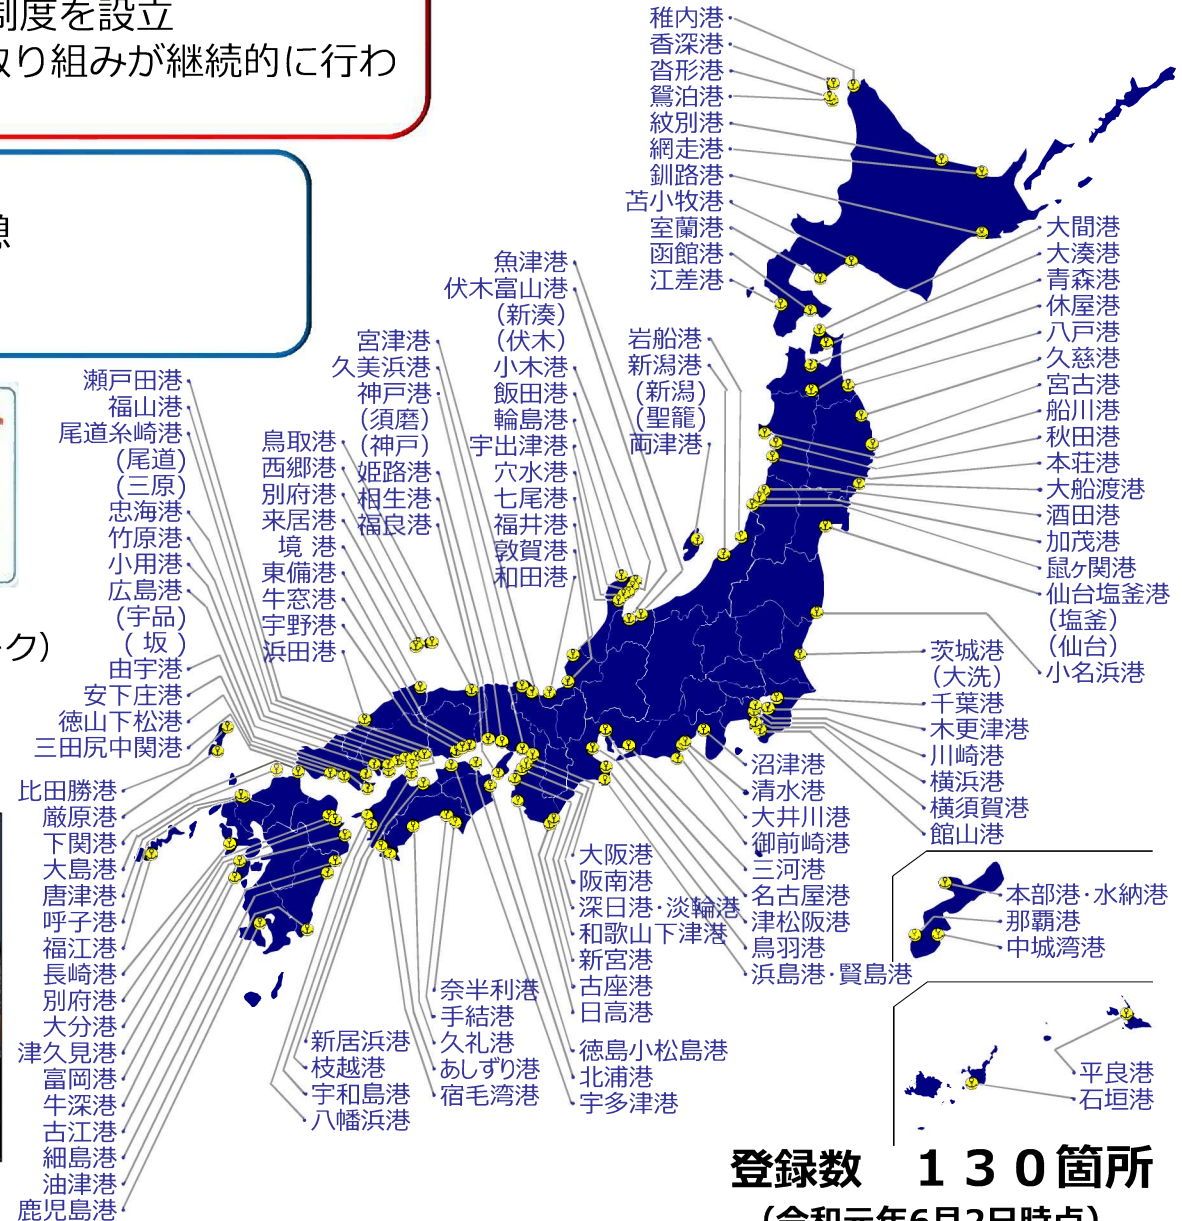 制度を設立
取り組みが継続的に行わ
憩
ーク）
稚内港
香深港
沓形港
鴛泊港
紋別港
網走港
釧路港
苫小牧港
室蘭港
函館港
江差港
大間港
大湊港
青森港
休屋港
八戸港
久慈港
宮古港
船川港
秋田港
本荘港
大船渡港
酒田港
加茂港
鼠ヶ関港
仙台塩釜港
（塩釜）
（仙台）
小名浜港
魚津港
伏木富山港
（新湊）
（伏木）
小木港
飯田港
輪島港
宇出津港
穴水港
七尾港
福井港
敦賀港
和田港
岩船港
新潟港
（新潟）
（聖籠）
両津港
宮津港
久美浜港
神戸港
（須磨）
（神戸）
姫路港
相生港
福良港
鳥取港
西郷港
別府港
来居港
境 港
東備港
牛窓港
宇野港
浜田港
瀬戸田港
福山港
尾道糸崎港
（尾道）
（三原）
忠海港
竹原港
小用港
広島港
（宇品）
（ 坂 ）
由宇港
安下庄港
徳山下松港
三田尻中関港
比田勝港
厳原港
下関港
大島港
唐津港
呼子港
福江港
長崎港
別府港
大分港
津久見港
富岡港
牛深港
古江港
細島港
油津港
鹿児島港
茨城港
（大洗）
千葉港
木更津港
川崎港
横浜港
横須賀港
館山港
沼津港
清水港
大井川港
御前崎港
三河港
名古屋港
津松阪港
鳥羽港
浜島港・賢島港
大阪港
阪南港
深日港・淡輪港
和歌山下津港
新宮港
古座港
日高港
徳島小松島港
北浦港
宇多津港
奈半利港
手結港
久礼港
あしずり港
宿毛湾港
新居浜港
枝越港
宇和島港
八幡浜港
本部港・水納港
那覇港
中城湾港
平良港
石垣港
登録数　１３０箇所
（令和元年6月2日時点）